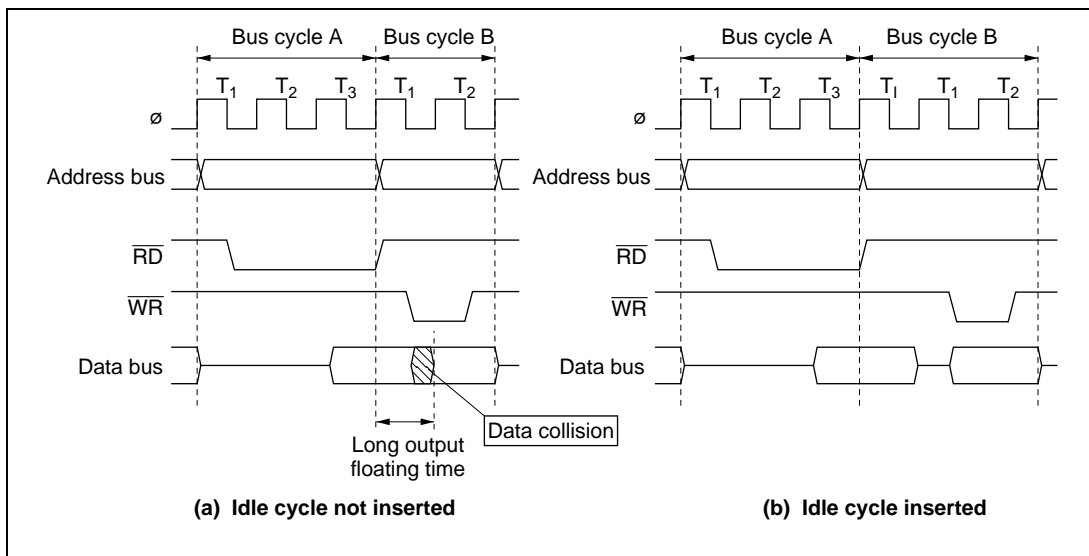 Bus cycle A Bus cycle B
T1 T2 T3 T1 T2
ø
Address bus
RD
WR
Data bus
Data collision
Long output
floating time
(a) Idle cycle not inserted
Bus cycle A Bus cycle B
T1 T2 T3 TI T1 T2
ø
Address bus
RD
WR
Data bus
(b) Idle cycle inserted